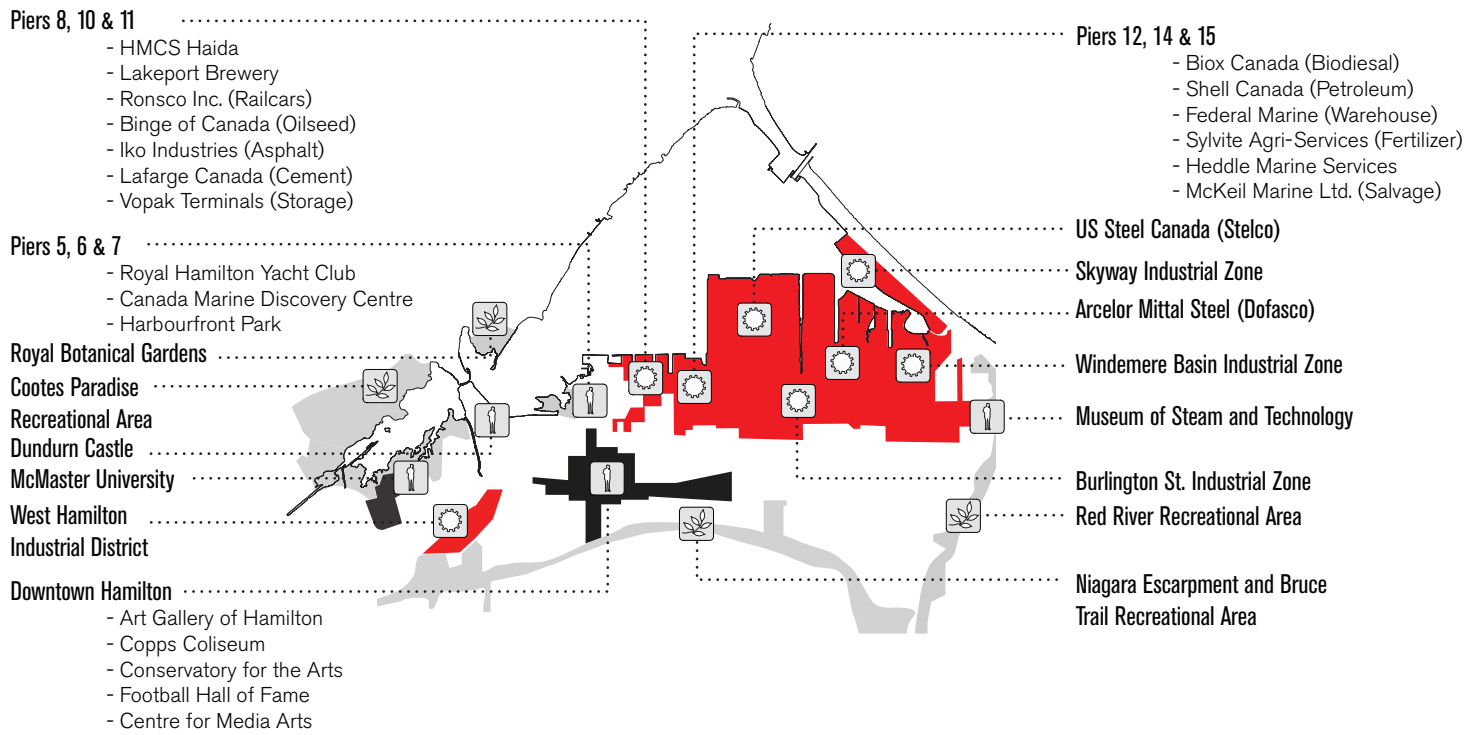 Piers 8, 10 & 11
- HMCS Haida
- Lakeport Brewery
- Ronsco Inc. (Railcars)
- Binge of Canada (Oilseed)
- Iko Industries (Asphalt)
- Lafarge Canada (Cement)
- Vopak Terminals (Storage)
Piers 5, 6 & 7
- Royal Hamilton Yacht Club
- Canada Marine Discovery Centre
- Harbourfront Park
Royal Botanical Gardens
Cootes Paradise
Recreational Area
Dundurn Castle
McMaster University
West Hamilton
Industrial District
Downtown Hamilton
- Art Gallery of Hamilton
- Copps Coliseum
- Conservatory for the Arts
- Football Hall of Fame
- Centre for Media Arts
Piers 12, 14 & 15
- Biox Canada (Biodiesal)
- Shell Canada (Petroleum)
- Federal Marine (Warehouse)
- Sylvite Agri-Services (Fertilizer)
- Heddle Marine Services
- McKeil Marine Ltd. (Salvage)
US Steel Canada (Stelco)
Skyway Industrial Zone
Arcelor Mittal Steel (Dofasco)
Windemere Basin Industrial Zone
Museum of Steam and Technology
Burlington St. Industrial Zone
Red River Recreational Area
Niagara Escarpment and Bruce
Trail Recreational Area